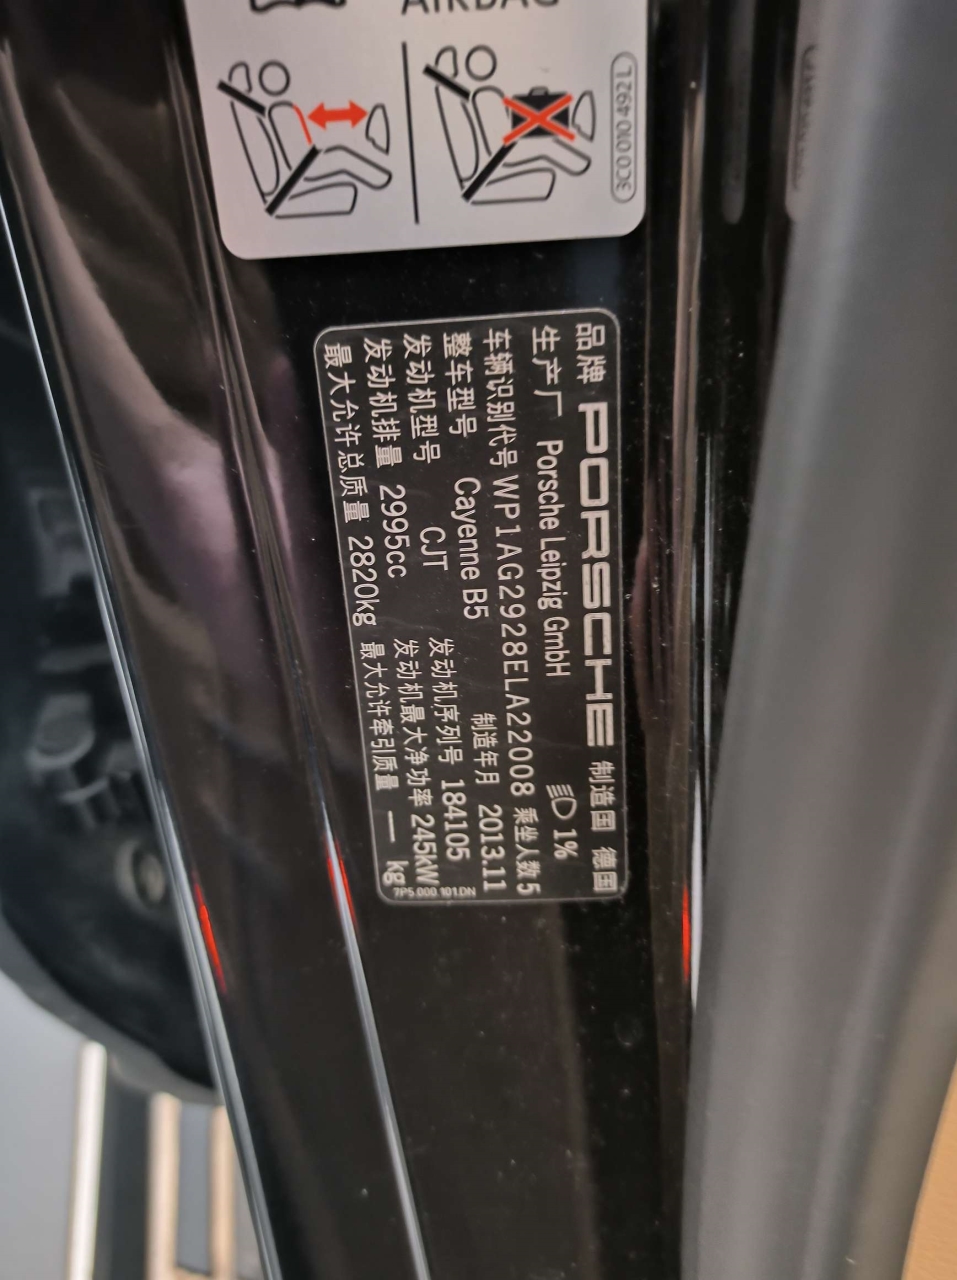 AIRBAG
3C0.010.492.L
品牌 PORSCHE 制造国 德国
生产厂 Porsche Leipzig GmbH 1%
车辆识别代号 WP1AG2928ELA22008 乘坐人数 5
整车型号 Cayenne B5 制造年月 2013.11
发动机型号 CJT 发动机序列号 184105
发动机排量 2995cc 发动机最大净功率 245kW
最大允许总质量 2820kg 最大允许牵引质量 — kg
7P5.000.101.DN